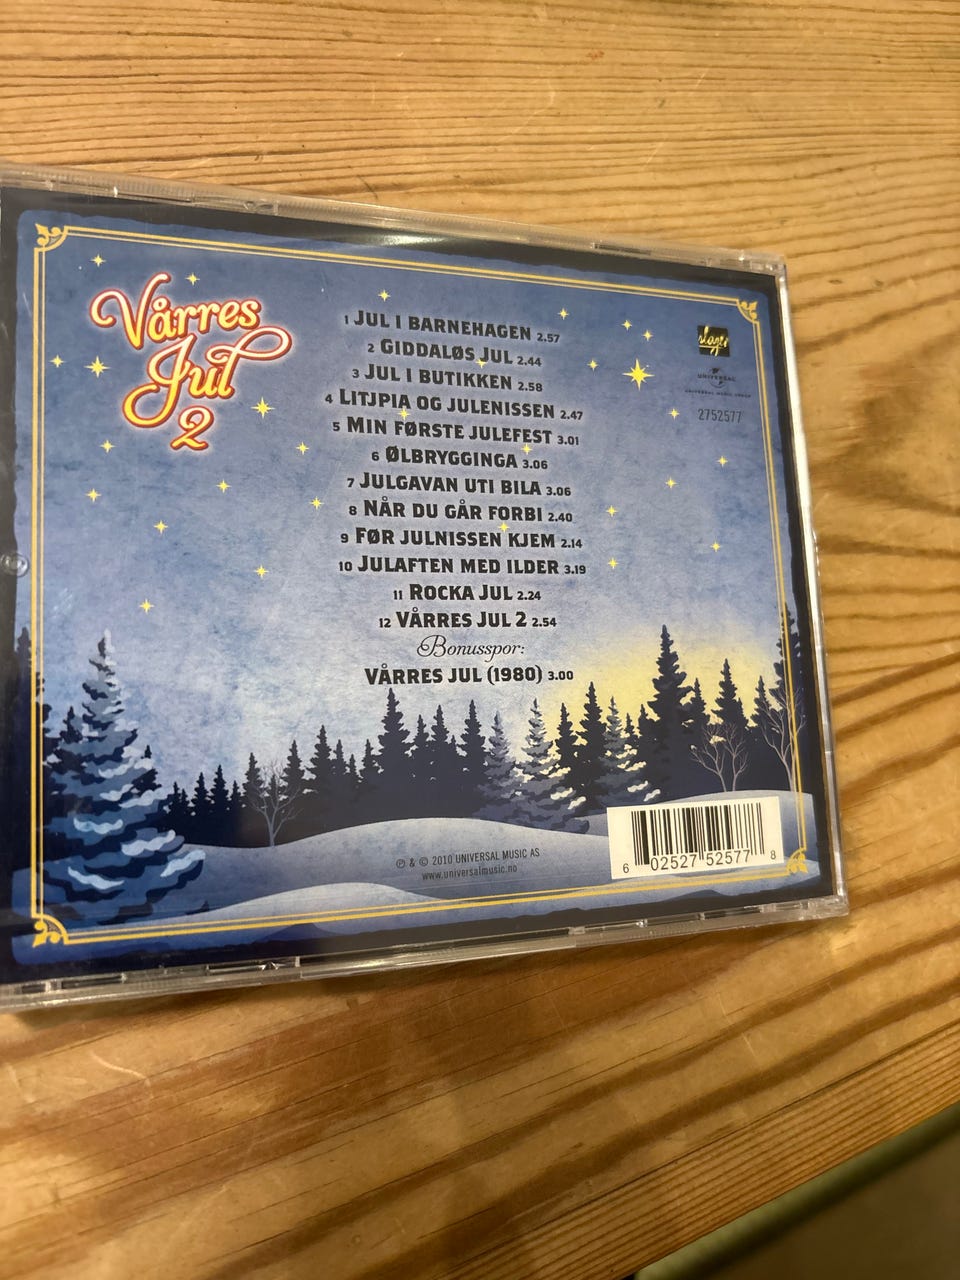 Vårres
Jul
2
1 JUL I BARNEHAGEN 2.57
2 GIDDALØS JUL 2.44
3 JUL I BUTIKKEN 2.58
4 LITJPIA OG JULENISSEN 2.47
5 MIN FØRSTE JULEFEST 3.01
6 ØLBRYGGINGA 3.06
7 JULGAVAN UTI BILA 3.06
8 NÅR DU GÅR FORBI 2.40
9 FØR JULNISSEN KJEM 2.14
10 JULAFTEN MED ILDER 3.19
11 ROCKA JUL 2.24
12 VÅRRES JUL 2 2.54
Bonusspor:
VÅRRES JUL (1980) 3.00
slager
UNIVERSAL
UNIVERSAL MUSIC GROUP
2752577
℗ & © 2010 UNIVERSAL MUSIC AS
www.universalmusic.no
6 02527 52577 8